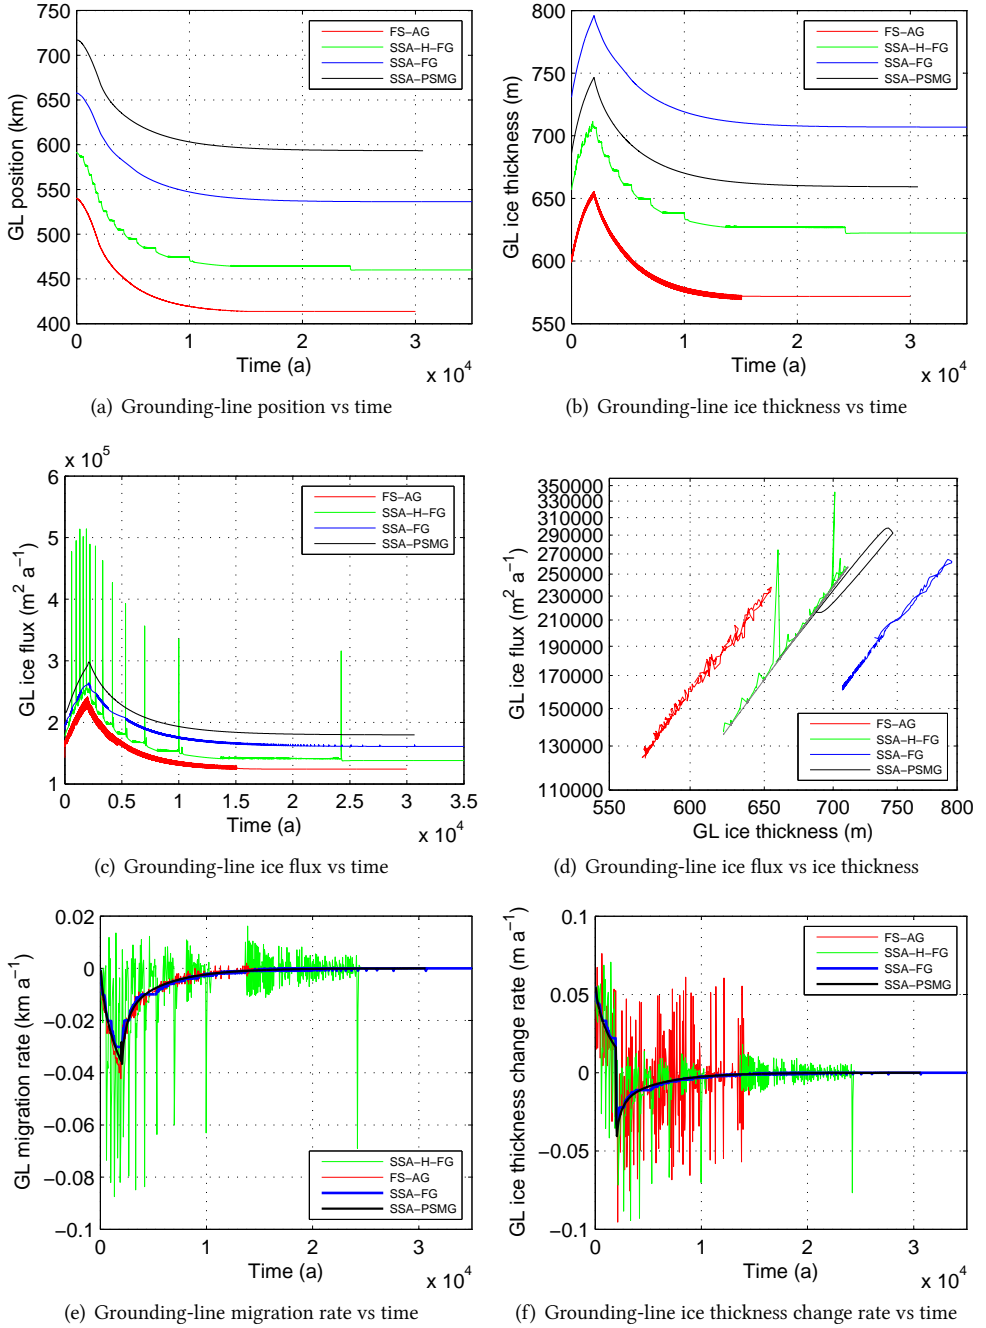 750
700
650
600
550
500
450
400
GL position (km)
0
1
2
3
Time (a)
x 10^4
FS−AG
SSA−H−FG
SSA−FG
SSA−PSMG
(a) Grounding-line position vs time
800
750
700
650
600
550
GL ice thickness (m)
0
1
2
3
Time (a)
x 10^4
FS−AG
SSA−H−FG
SSA−FG
SSA−PSMG
(b) Grounding-line ice thickness vs time
x 10^5
6
5
4
3
2
1
GL ice flux (m^2 a^−1)
0
0.5
1
1.5
2
2.5
3
3.5
Time (a)
x 10^4
FS−AG
SSA−H−FG
SSA−FG
SSA−PSMG
(c) Grounding-line ice flux vs time
350000
330000
310000
290000
270000
250000
230000
210000
190000
170000
150000
130000
110000
GL ice flux (m^2 a^−1)
550
600
650
700
750
800
GL ice thickness (m)
FS−AG
SSA−H−FG
SSA−FG
SSA−PSMG
(d) Grounding-line ice flux vs ice thickness
0.02
0
−0.02
−0.04
−0.06
−0.08
−0.1
GL migration rate (km a^−1)
0
1
2
3
Time (a)
x 10^4
SSA−H−FG
FS−AG
SSA−FG
SSA−PSMG
(e) Grounding-line migration rate vs time
0.1
0.05
0
−0.05
−0.1
GL ice thickness change rate (m a^−1)
0
1
2
3
Time (a)
x 10^4
FS−AG
SSA−H−FG
SSA−FG
SSA−PSMG
(f) Grounding-line ice thickness change rate vs time